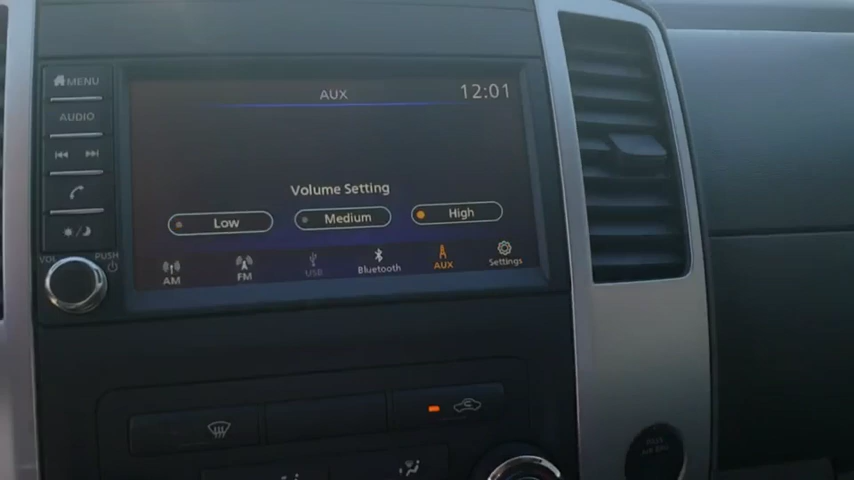 MENU
AUX
12:01
AUDIO
Volume Setting
Low
Medium
High
VOL
PUSH
AM
FM
USB
Bluetooth
AUX
Settings